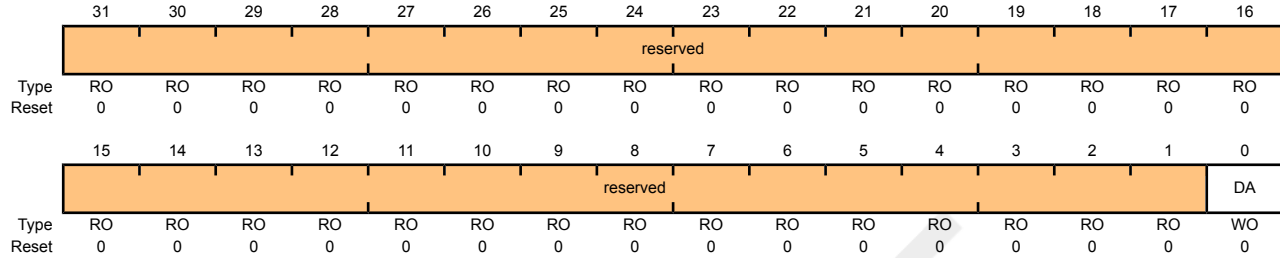 31 30 29 28 27 26 25 24 23 22 21 20 19 18 17 16
reserved
Type RO RO RO RO RO RO RO RO RO RO RO RO RO RO RO RO
Reset 0 0 0 0 0 0 0 0 0 0 0 0 0 0 0 0
15 14 13 12 11 10 9 8 7 6 5 4 3 2 1 0
reserved DA
Type RO RO RO RO RO RO RO RO RO RO RO RO RO RO RO WO
Reset 0 0 0 0 0 0 0 0 0 0 0 0 0 0 0 0